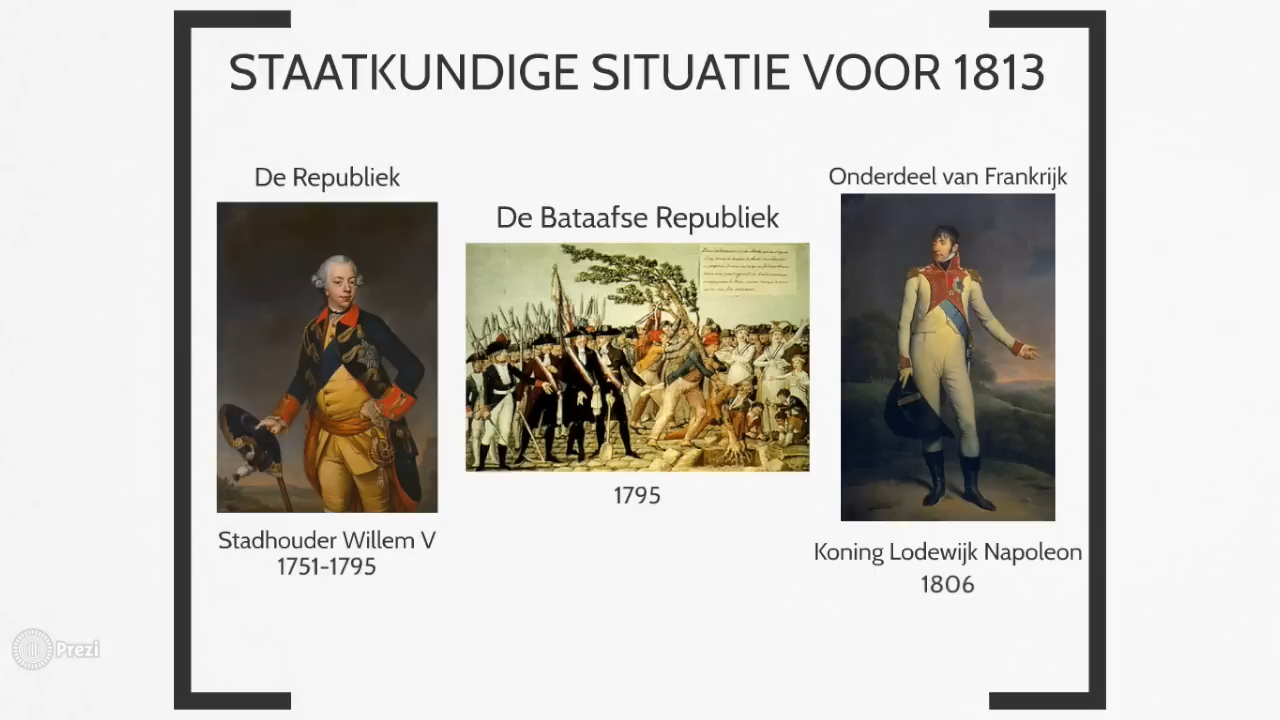 STAATKUNDIGE SITUATIE VOOR 1813
De Republiek
Stadhouder Willem V
1751-1795
De Bataafse Republiek
1795
Onderdeel van Frankrijk
Koning Lodewijk Napoleon
1806
Prezi